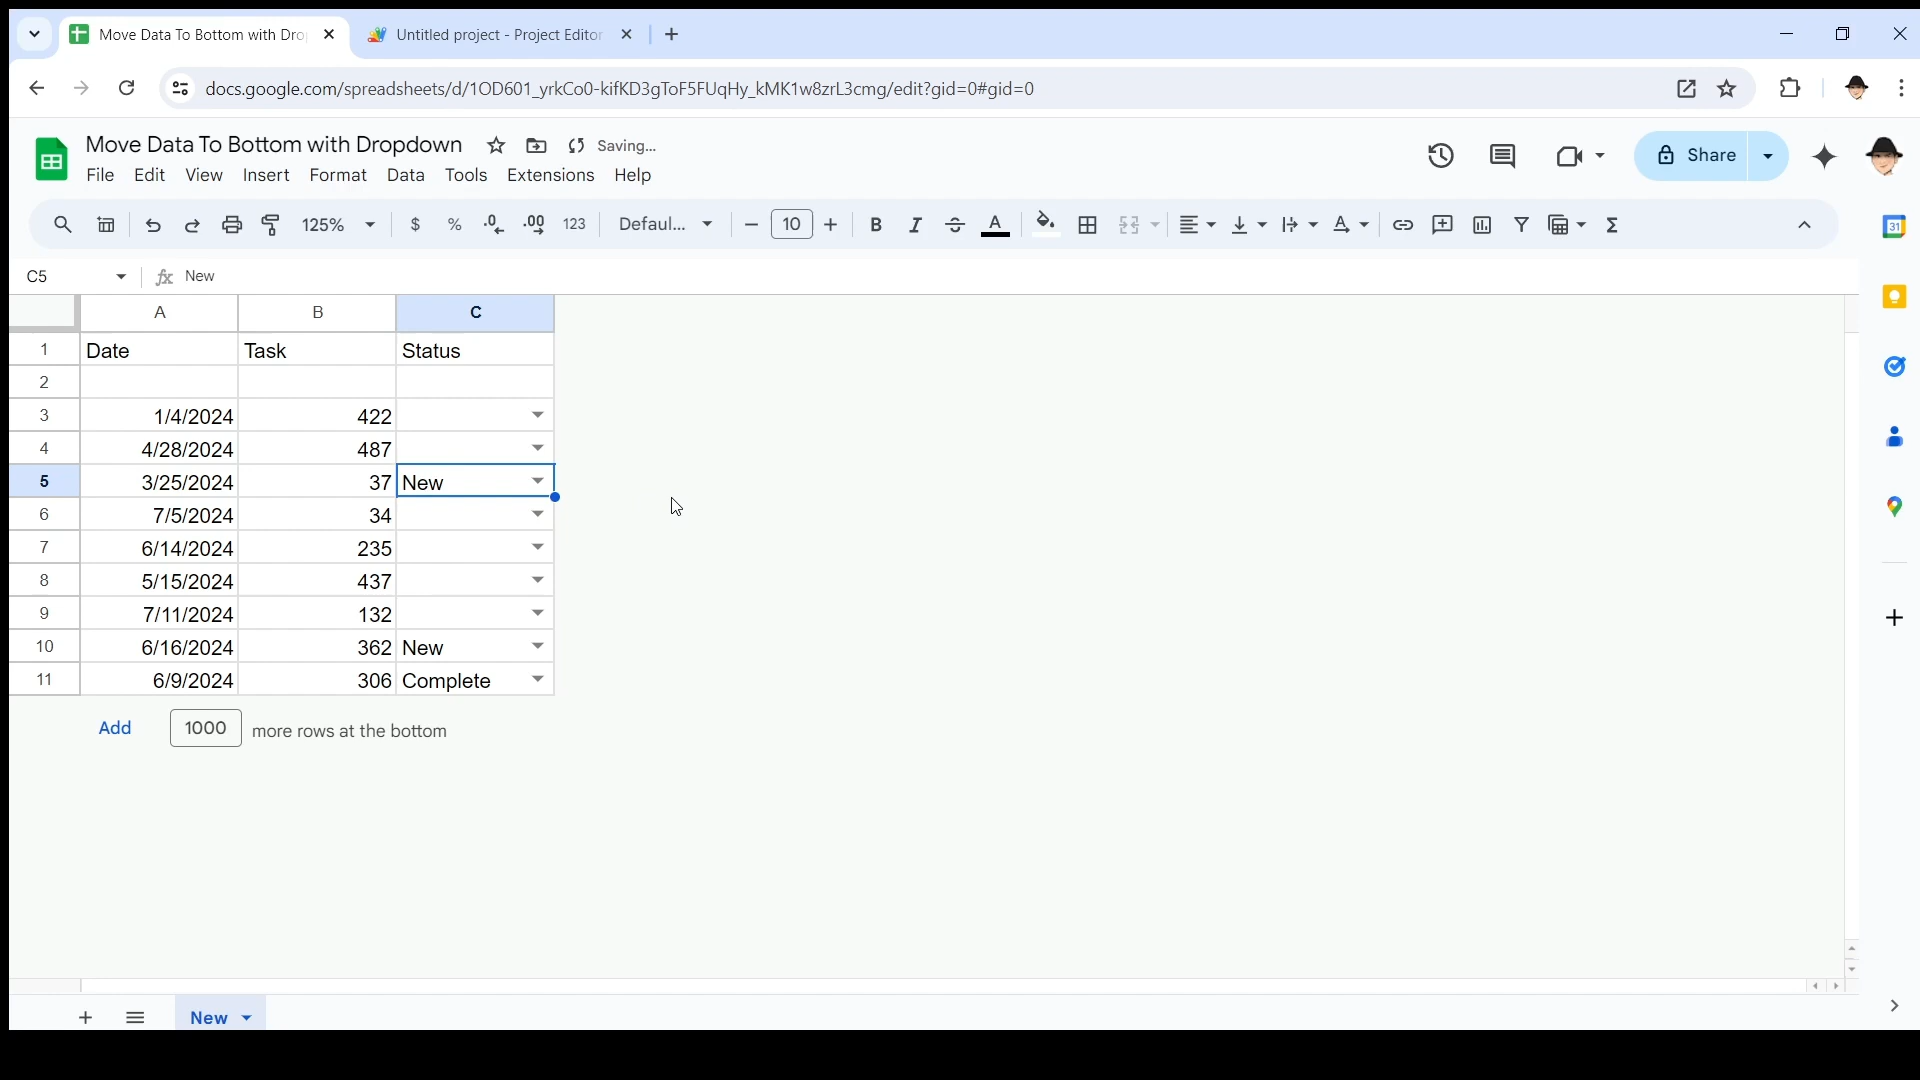 Move Data To Bottom with Dro
Untitled project - Project Editor
docs.google.com/spreadsheets/d/1OD601_yrkCo0-kifKD3gToF5FUqHy_kMK1w8zrL3cmg/edit?gid=0#gid=0
Move Data To Bottom with Dropdown Saving...
File Edit View Insert Format Data Tools Extensions Help
Share
125% $ % .0 .00 123 Defaul... 10 B I S A
31
C5 fx New
A B C
1 Date Task Status
2
3 1/4/2024 422
4 4/28/2024 487
5 3/25/2024 37 New
6 7/5/2024 34
7 6/14/2024 235
8 5/15/2024 437
9 7/11/2024 132
10 6/16/2024 362 New
11 6/9/2024 306 Complete
Add 1000 more rows at the bottom
New